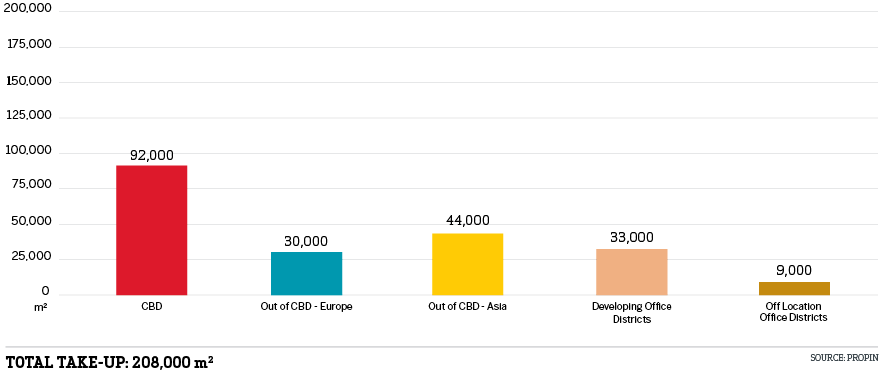 200,000
175,000
150,000
125,000
100,000
75,000
50,000
25,000
0
m²
92,000
30,000
44,000
33,000
9,000
CBD
Out of CBD - Europe
Out of CBD - Asia
Developing Office
Districts
Off Location
Office Districts
TOTAL TAKE-UP: 208,000 m²
SOURCE: PROPIN